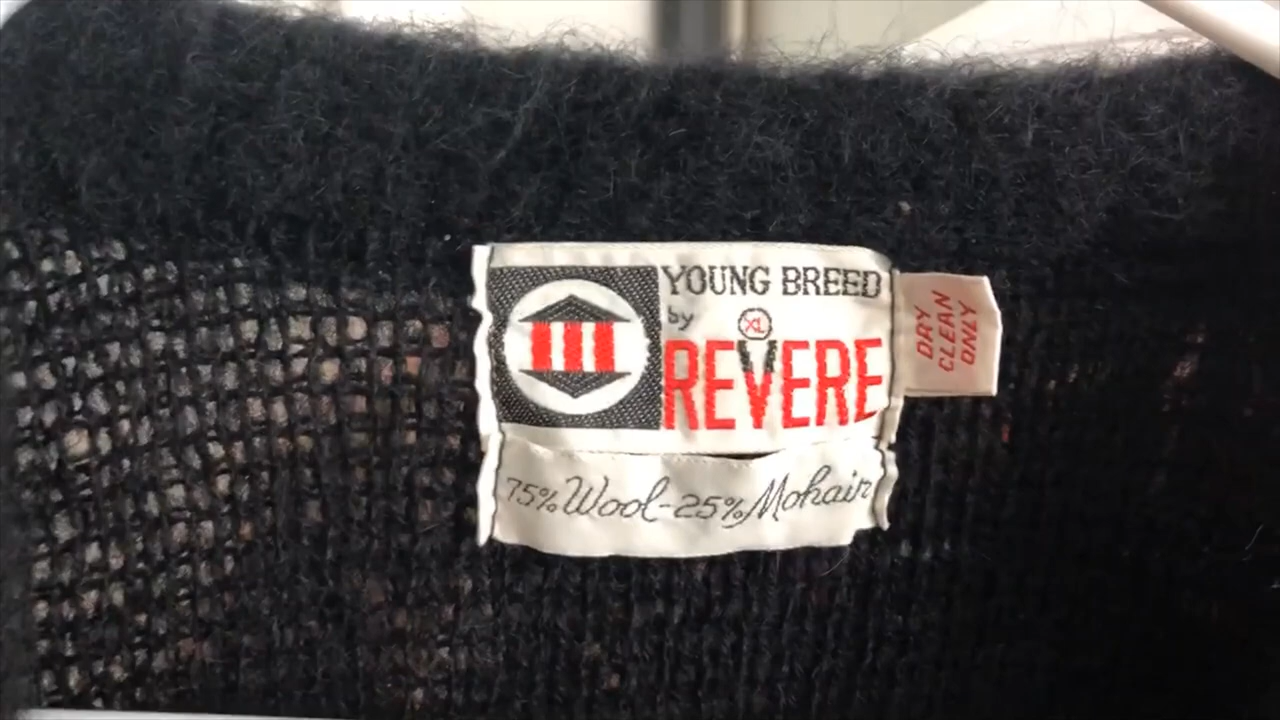 YOUNG BREED
by
XL
REVERE
75% Wool-25% Mohair
DRY
CLEAN
ONLY